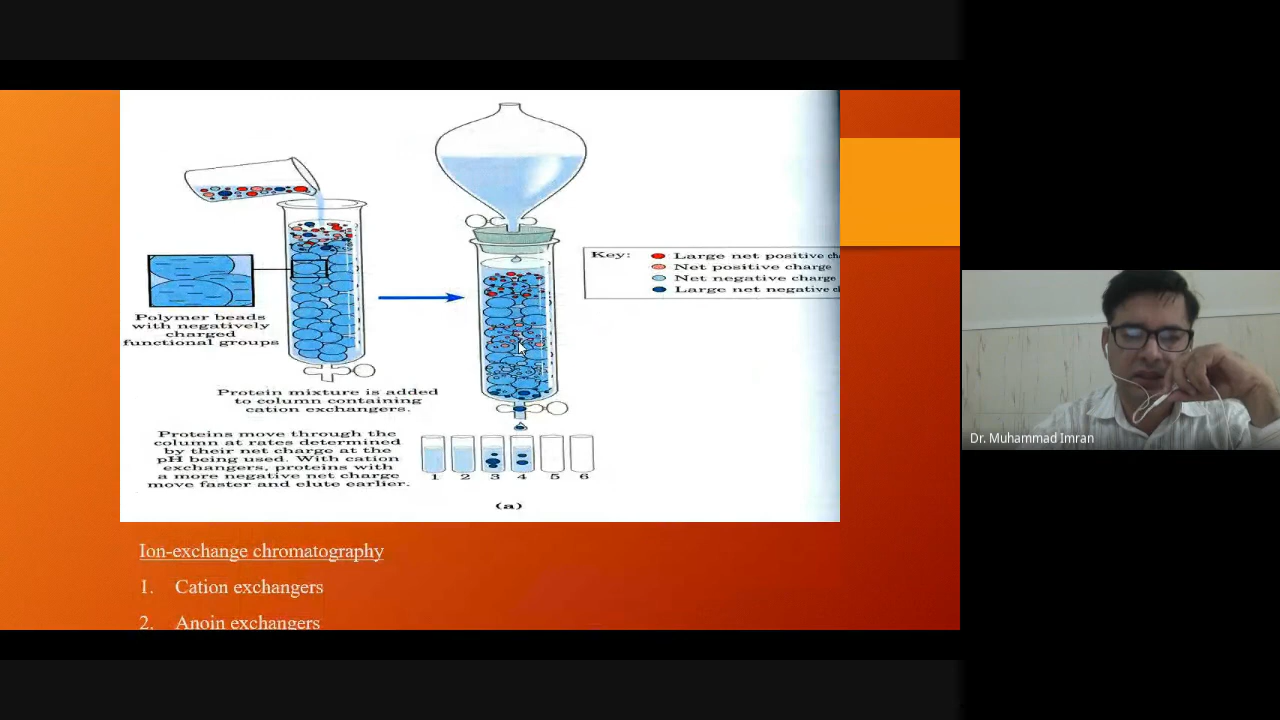 Key:
Large net positive ch
Net positive charge
Net negative charge
Large net negative cl
Polymer beads
with negatively
charged
functional groups
Protein mixture is added
to column containing
cation exchangers.
Proteins move through the
column at rates determined
by their net charge at the
pH being used. With cation
exchangers, proteins with
a more negative net charge
move faster and elute earlier.
1 2 3 4 5 6
(a)
Ion-exchange chromatography
1. Cation exchangers
2. Anoin exchangers
Dr. Muhammad Imran